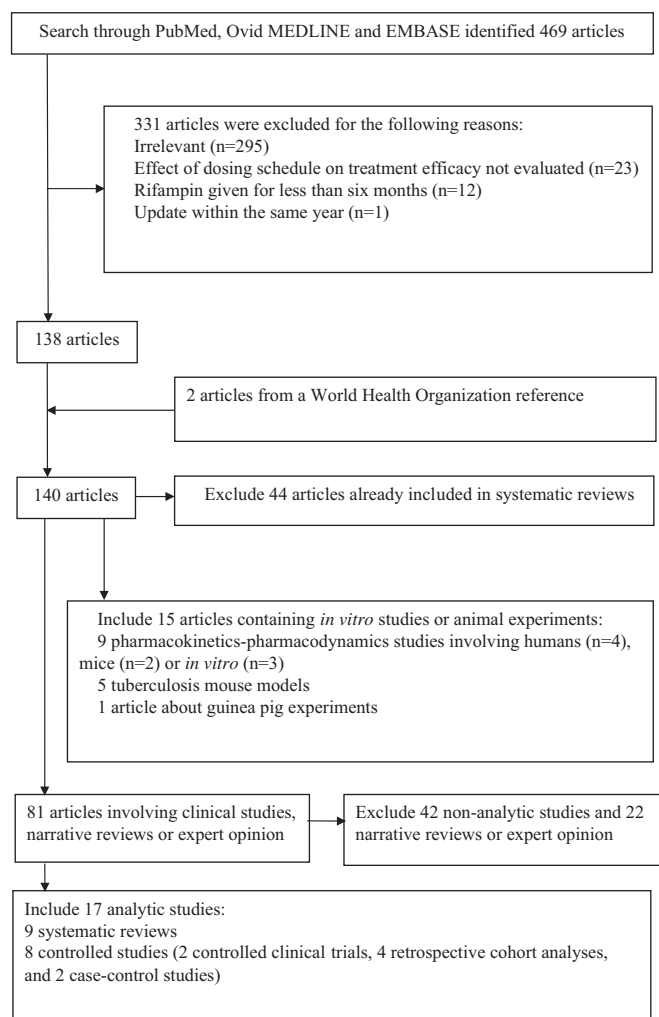 Search through PubMed, Ovid MEDLINE and EMBASE identified 469 articles
331 articles were excluded for the following reasons:
Irrelevant (n=295)
Effect of dosing schedule on treatment efficacy not evaluated (n=23)
Rifampin given for less than six months (n=12)
Update within the same year (n=1)
138 articles
2 articles from a World Health Organization reference
140 articles
Exclude 44 articles already included in systematic reviews
Include 15 articles containing in vitro studies or animal experiments:
9 pharmacokinetics-pharmacodynamics studies involving humans (n=4),
mice (n=2) or in vitro (n=3)
5 tuberculosis mouse models
1 article about guinea pig experiments
81 articles involving clinical studies,
narrative reviews or expert opinion
Exclude 42 non-analytic studies and 22
narrative reviews or expert opinion
Include 17 analytic studies:
9 systematic reviews
8 controlled studies (2 controlled clinical trials, 4 retrospective cohort analyses,
and 2 case-control studies)